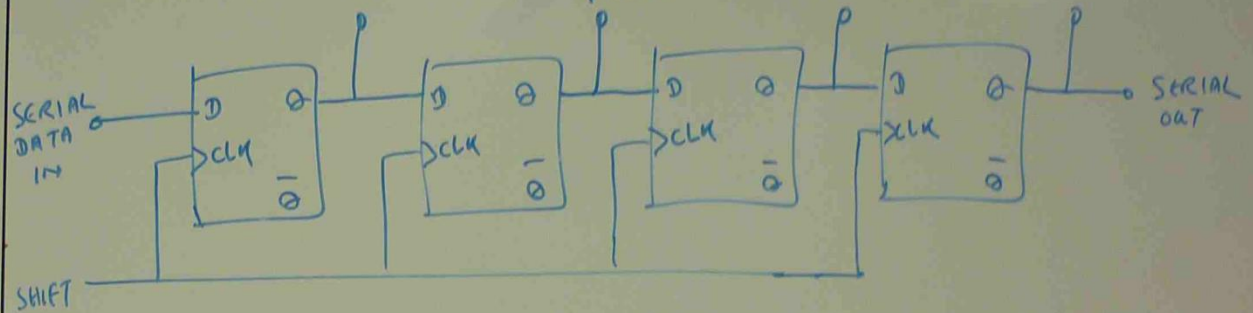 SERIAL
DATA
IN
D Q
CLK
Q̅
D Q
CLK
Q̅
D Q
CLK
Q̅
D Q
CLK
Q̅
SERIAL
OUT
SHIFT